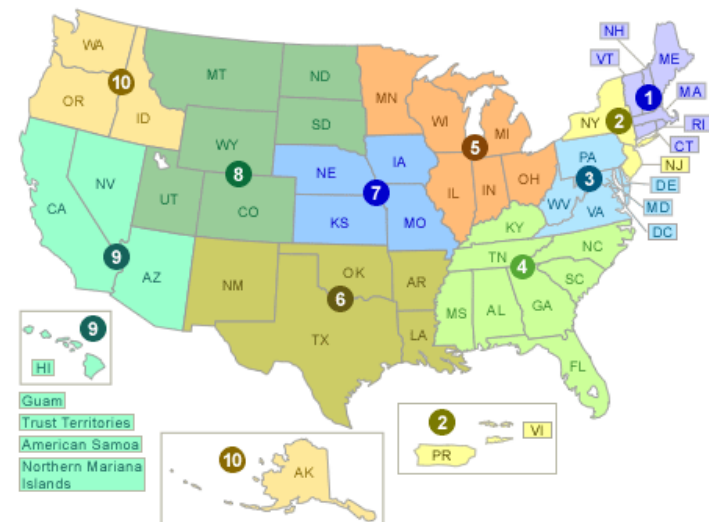 NH
WA
VT
ME
MT
ND
10
MN
OR
MA
ID
1
WI
MI
SD
2
NY
RI
WY
5
CT
IA
PA
NJ
8
NE
3
DE
NV
7
IL
IN
OH
UT
WV
MD
CO
VA
CA
KS
MO
KY
DC
NC
9
TN
4
AZ
OK
SC
NM
AR
6
GA
MS
AL
9
LA
TX
HI
FL
Guam
Trust Territories
2
American Samoa
VI
Northern Mariana
Islands
10
PR
AK